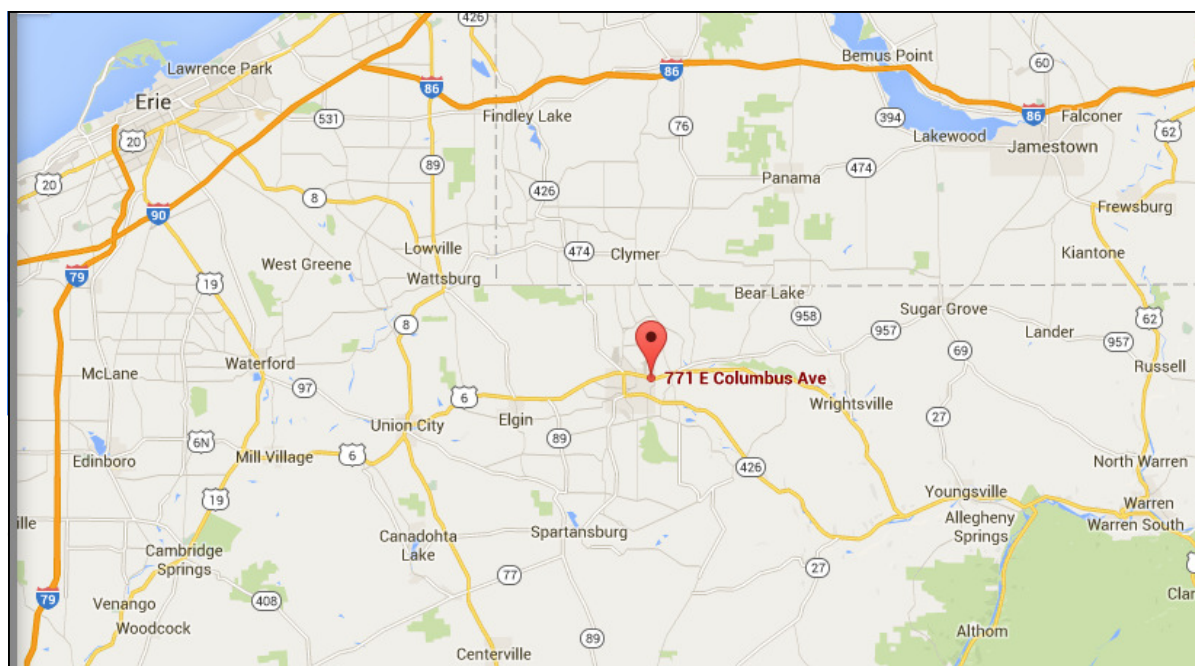 426
Lawrence Park
Bemus Point
60
86
86
Erie
Findley Lake
531
86
Falconer
20
76
394
Lakewood
62
Jamestown
20
89
474
426
Panama
8
Frewsburg
90
474
Clymer
Kiantone
Lowville
West Greene
79
Wattsburg
19
Bear Lake
Sugar Grove
958
62
8
957
Lander
957
69
Waterford
Russell
McLane
771 E Columbus Ave
97
6
Wrightsville
Elgin
27
Union City
89
6N
Edinboro
Mill Village
6
North Warren
426
19
Youngsville
Warren
Allegheny
Springs
Warren South
Canadohta
Lake
Spartansburg
ille
Cambridge
Springs
77
27
79
Venango
408
Clar
Woodcock
Althom
89
Centerville